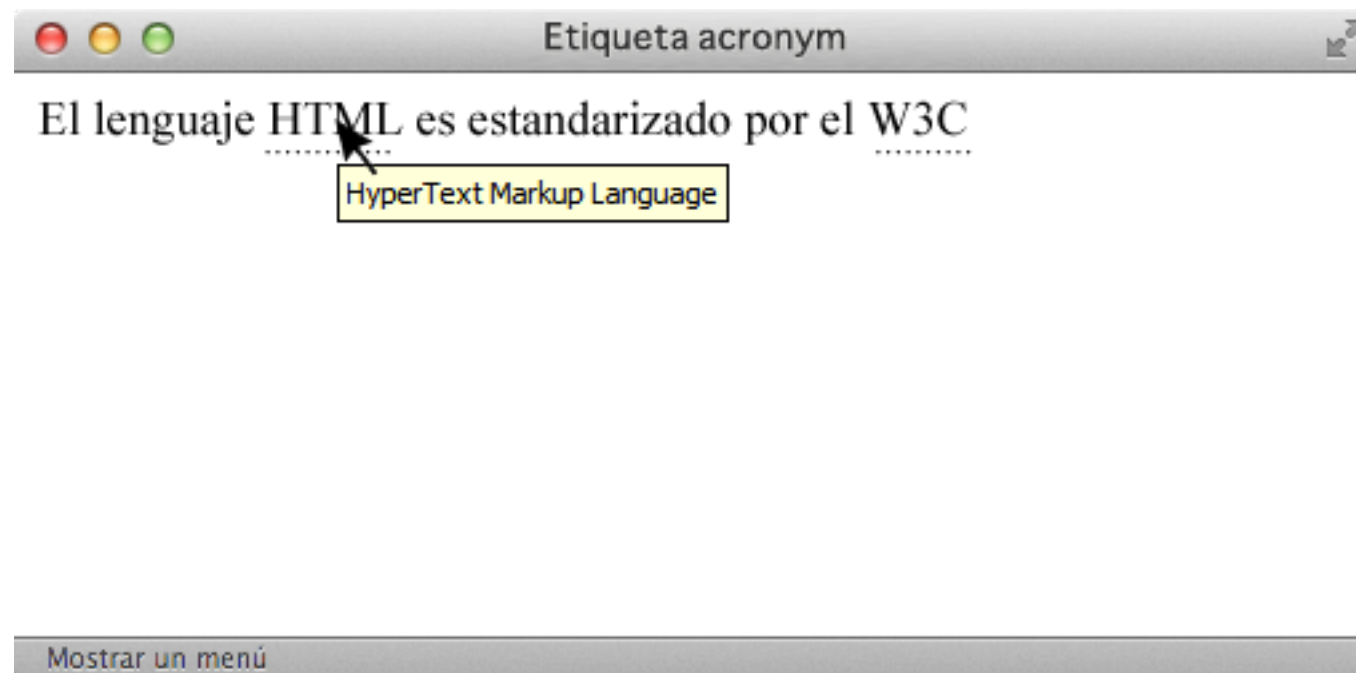 Etiqueta acronym
El lenguaje HTML es estandarizado por el W3C
HyperText Markup Language
Mostrar un menú